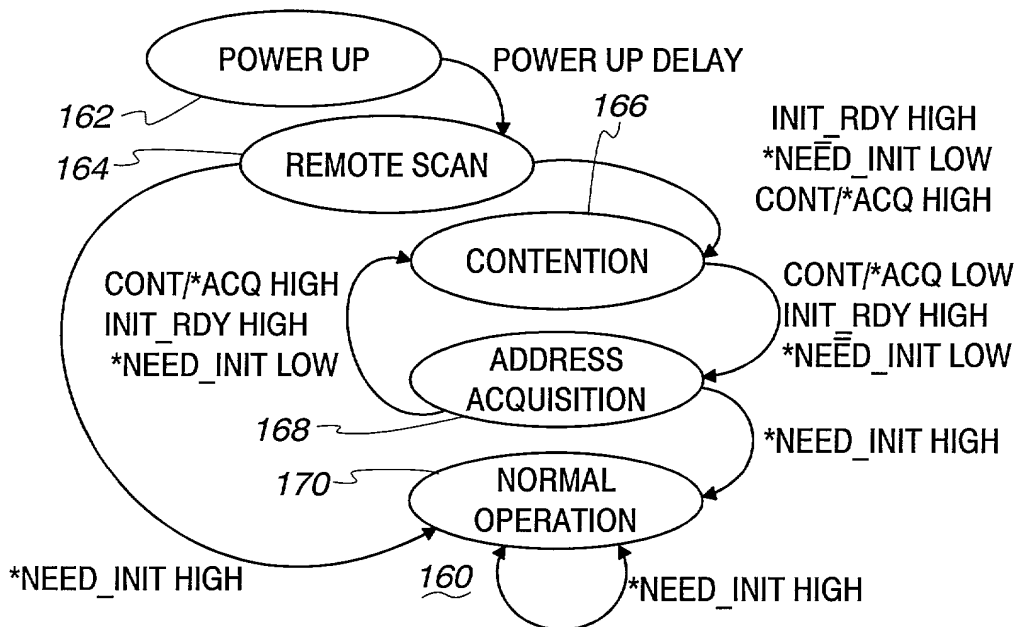 POWER UP
POWER UP DELAY
162
166
164
REMOTE SCAN
INIT_RDY HIGH
*NEED_INIT LOW
CONT/*ACQ HIGH
CONTENTION
CONT/*ACQ HIGH
INIT_RDY HIGH
*NEED_INIT LOW
CONT/*ACQ LOW
INIT_RDY HIGH
*NEED_INIT LOW
ADDRESS
ACQUISITION
168
*NEED_INIT HIGH
170
NORMAL
OPERATION
*NEED_INIT HIGH
160
*NEED_INIT HIGH